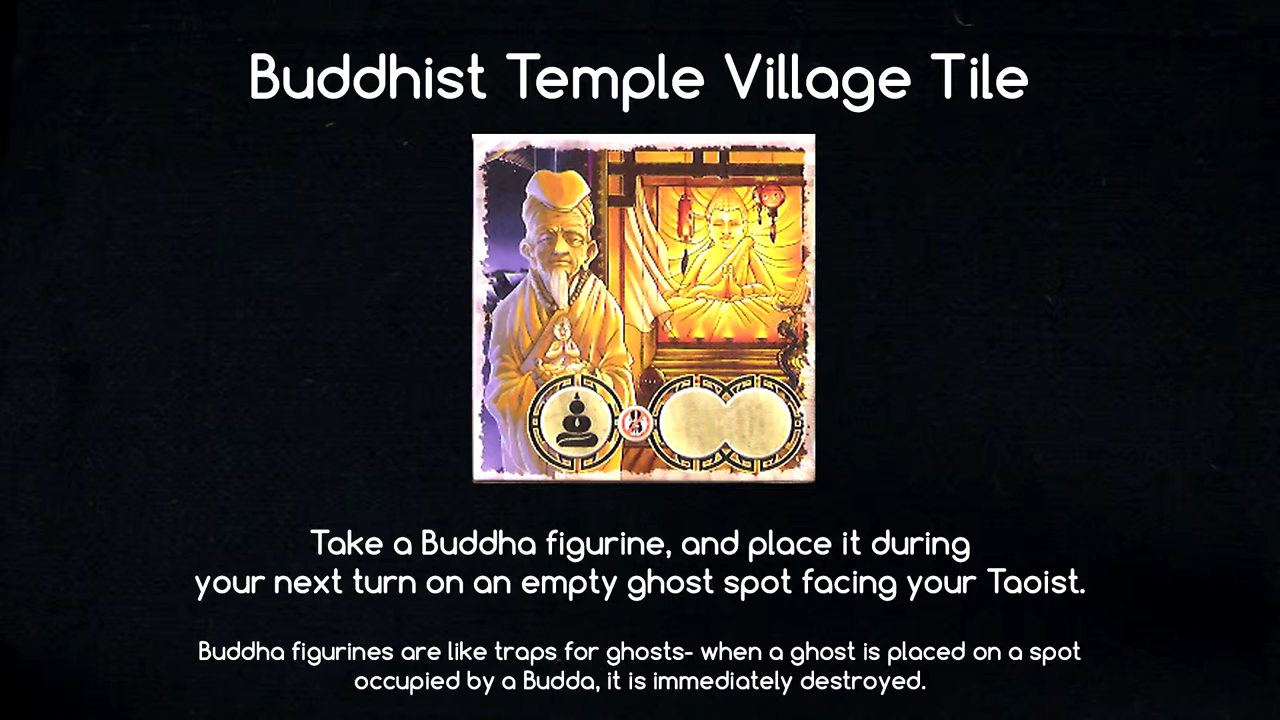 Buddhist Temple Village Tile
Take a Buddha figurine, and place it during
your next turn on an empty ghost spot facing your Taoist.
Buddha figurines are like traps for ghosts- when a ghost is placed on a spot
occupied by a Budda, it is immediately destroyed.